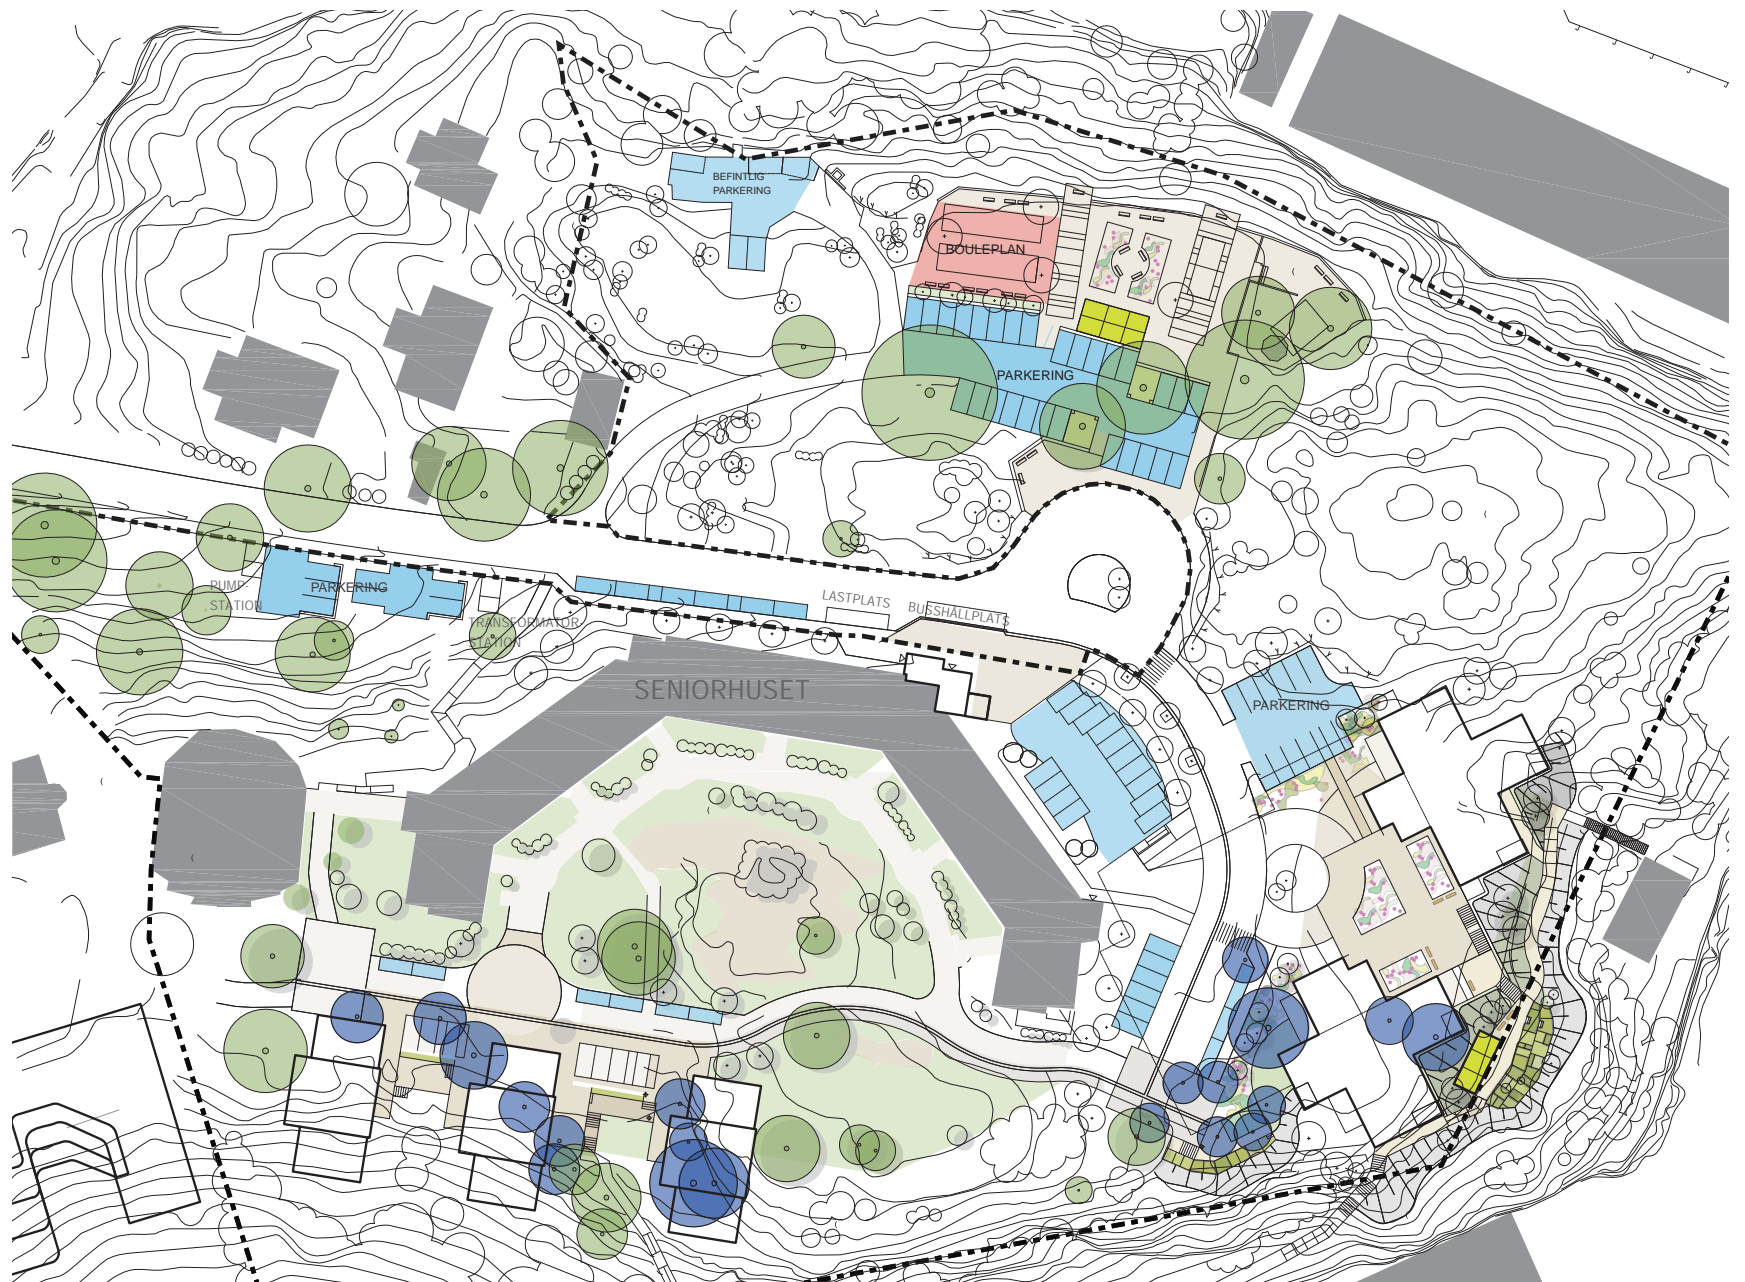 BEFINTLIG
PARKERING
BOULEPLAN
PARKERING
PUMP-
STATION
PARKERING
TRANSFORMATOR
STATION
LASTPLATS
BUSSHÅLLPLATS
SENIORHUSET
PARKERING